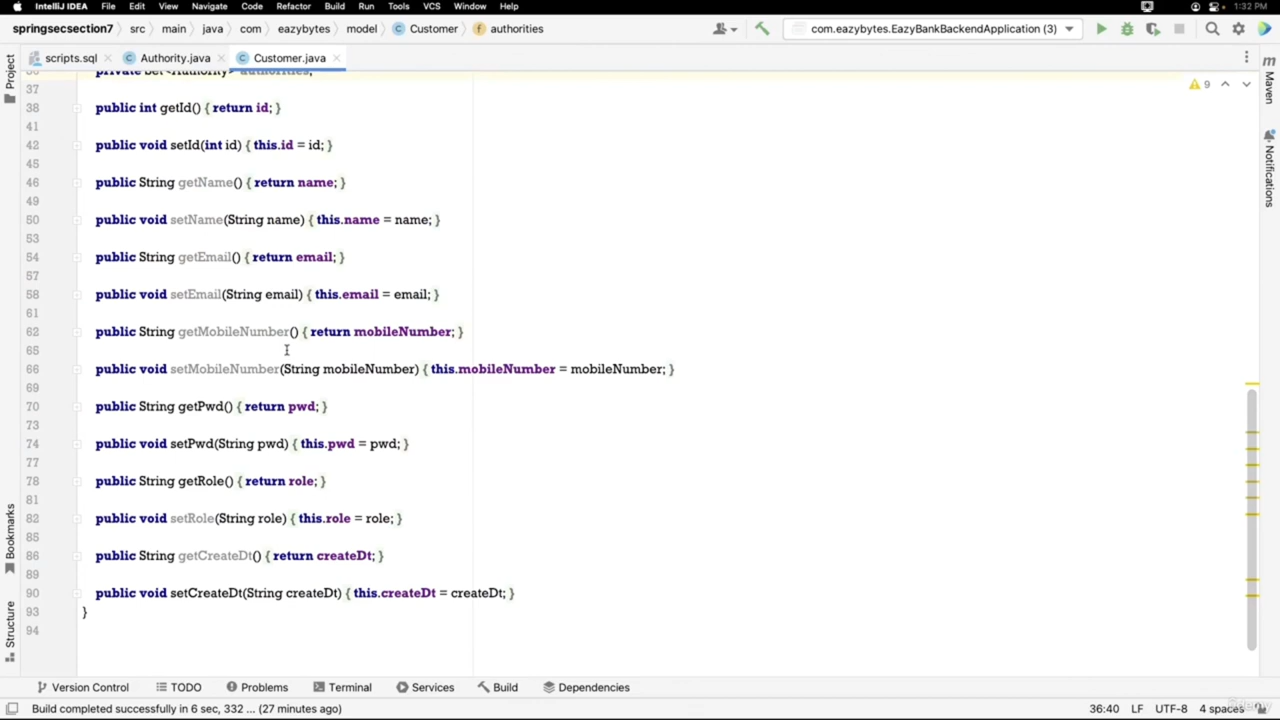 IntelliJ IDEA File Edit View Navigate Code Refactor Build Run Tools VCS Window Help 1:32 PM
springsecsection7 src main java com eazybytes model Customer authorities com.eazybytes.EazyBankBackendApplication (3)
Project scripts.sql Authority.java Customer.java Maven
private Set<Authority> authorities;
37
38 public int getId() { return id; } 9
41
42 public void setId(int id) { this.id = id; }
45
46 public String getName() { return name; }
49
50 public void setName(String name) { this.name = name; }
53
54 public String getEmail() { return email; }
57
58 public void setEmail(String email) { this.email = email; }
61
62 public String getMobileNumber() { return mobileNumber; }
65
66 public void setMobileNumber(String mobileNumber) { this.mobileNumber = mobileNumber; }
69
70 public String getPwd() { return pwd; }
73
74 public void setPwd(String pwd) { this.pwd = pwd; }
77
78 public String getRole() { return role; }
81
82 public void setRole(String role) { this.role = role; }
85
86 public String getCreateDt() { return createDt; }
89
90 public void setCreateDt(String createDt) { this.createDt = createDt; }
93 }
94
Notifications
Bookmarks
Structure
Version Control TODO Problems Terminal Services Build Dependencies
Build completed successfully in 6 sec, 332 ... (27 minutes ago) 36:40 LF UTF-8 4 spaces